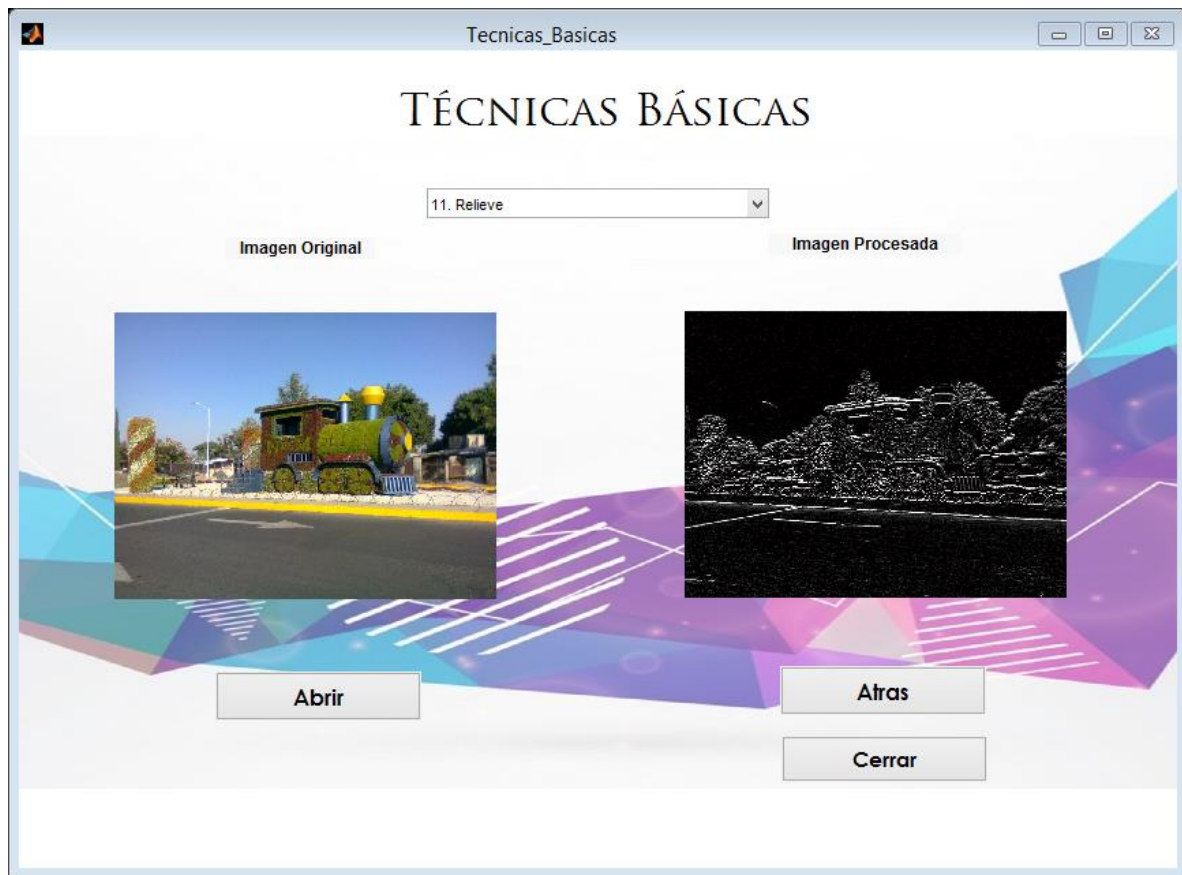 Tecnicas_Basicas
TÉCNICAS BÁSICAS
11. Relieve
Imagen Original
Imagen Procesada
Abrir
Atras
Cerrar